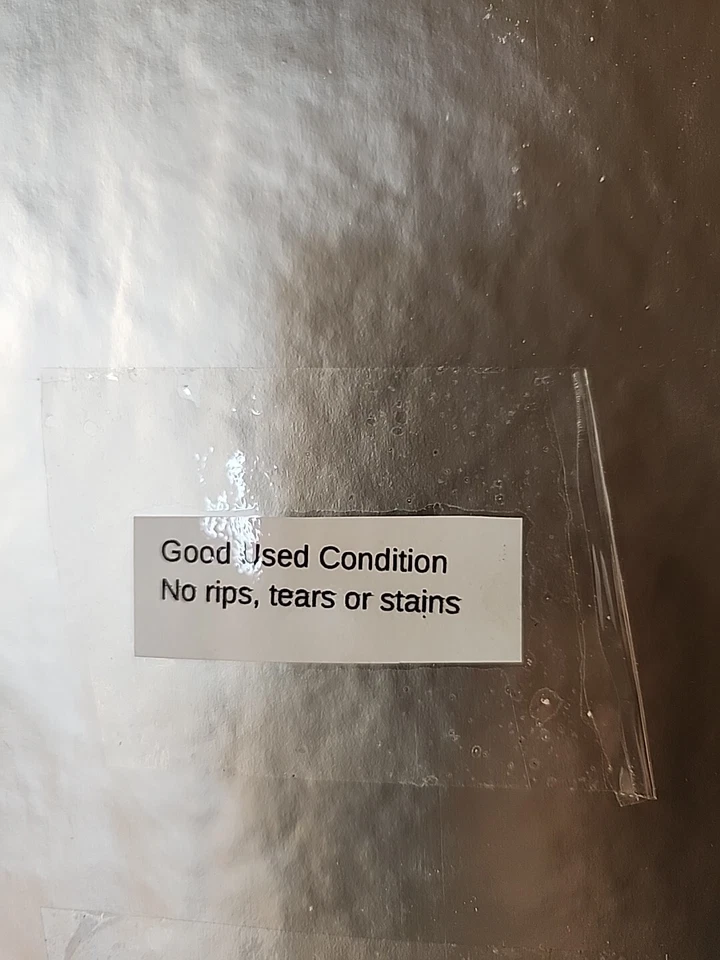 Good Used Condition
No rips, tears or stains